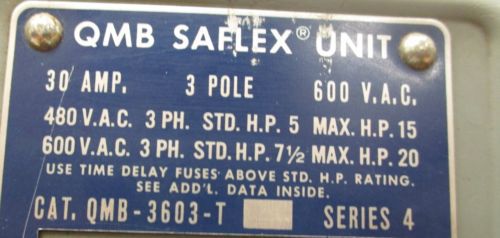 QMB SAFLEX® UNIT
30 AMP. 3 POLE 600 V.A.C.
480 V.A.C. 3 PH. STD. H.P. 5 MAX. H.P. 15
600 V.A.C. 3 PH. STD. H.P. 7½ MAX. H.P. 20
USE TIME DELAY FUSES ABOVE STD. H.P. RATING.
SEE ADD'L. DATA INSIDE.
CAT. QMB-3603-T SERIES 4